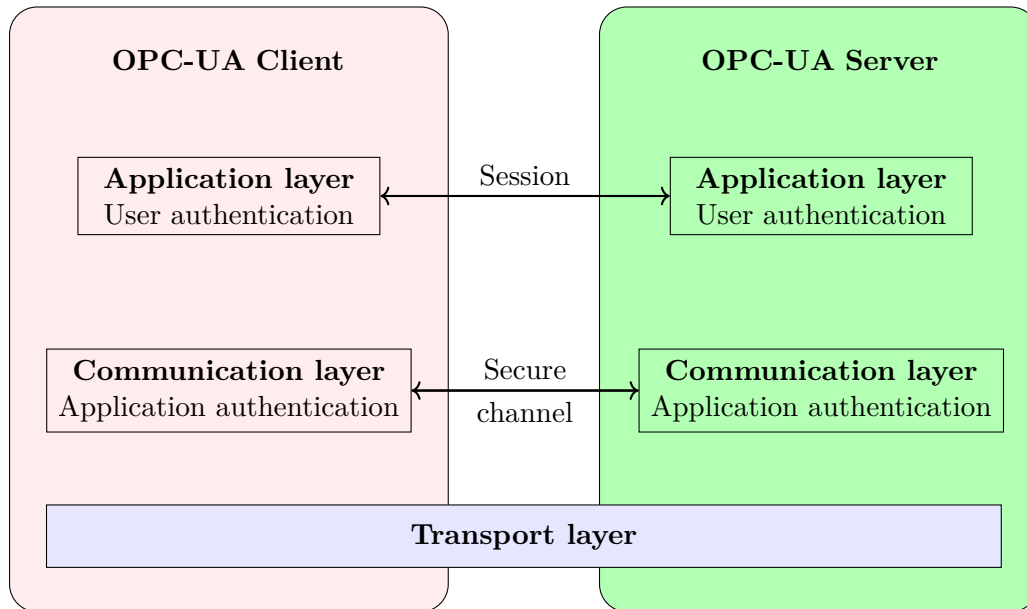 OPC-UA Client
OPC-UA Server
Application layer
User authentication
Session
Application layer
User authentication
Communication layer
Application authentication
Secure
channel
Communication layer
Application authentication
Transport layer